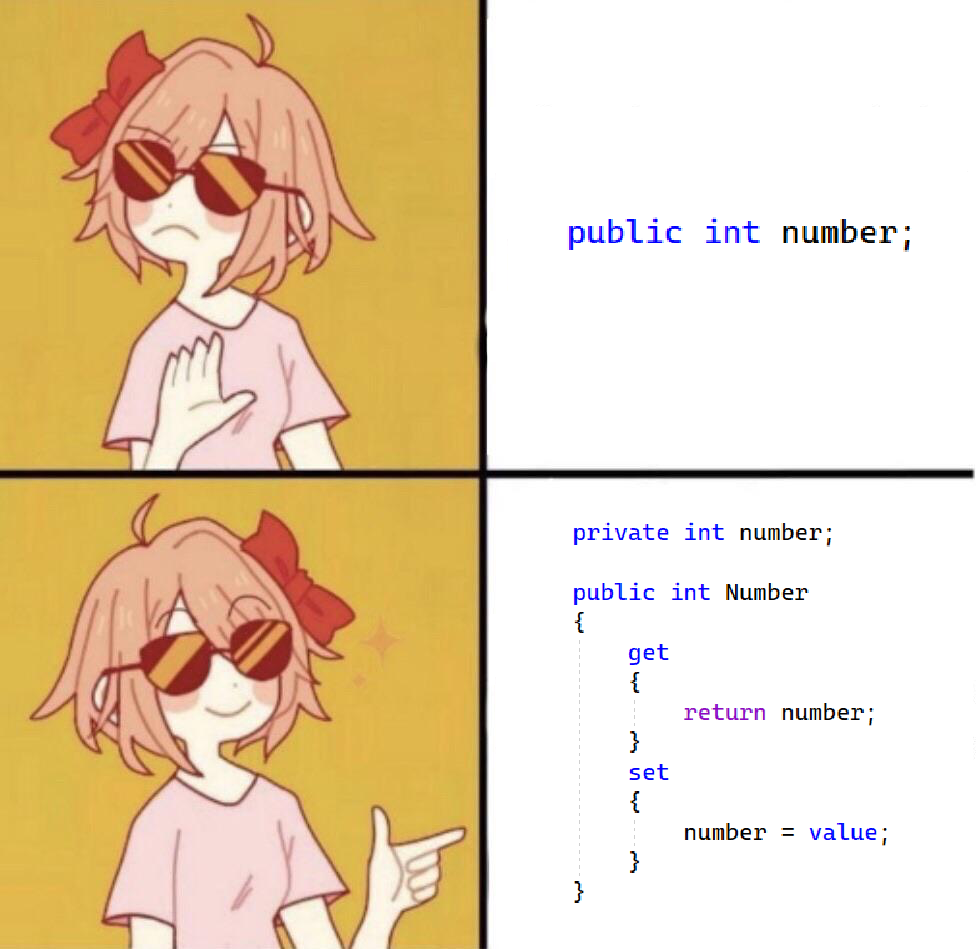 public int number;
private int number;
public int Number
{
get
{
return number;
}
set
{
number = value;
}
}